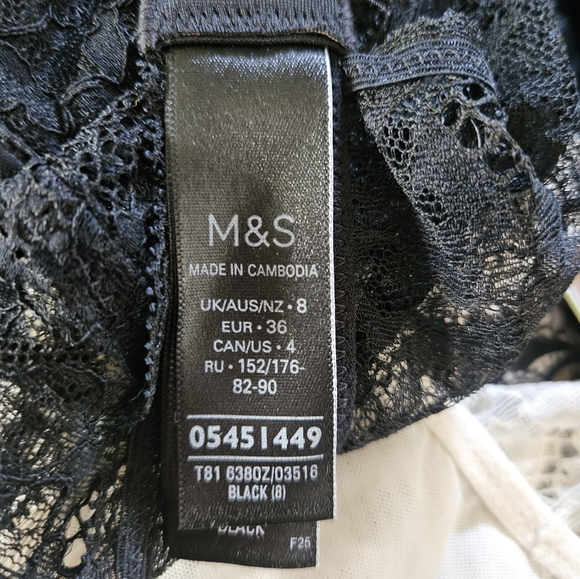 M&S
MADE IN CAMBODIA
UK/AUS/NZ • 8
EUR • 36
CAN/US • 4
RU • 152/176-
82-90
05451449
T81 6380Z/03516
BLACK (8)
BLACK
F25